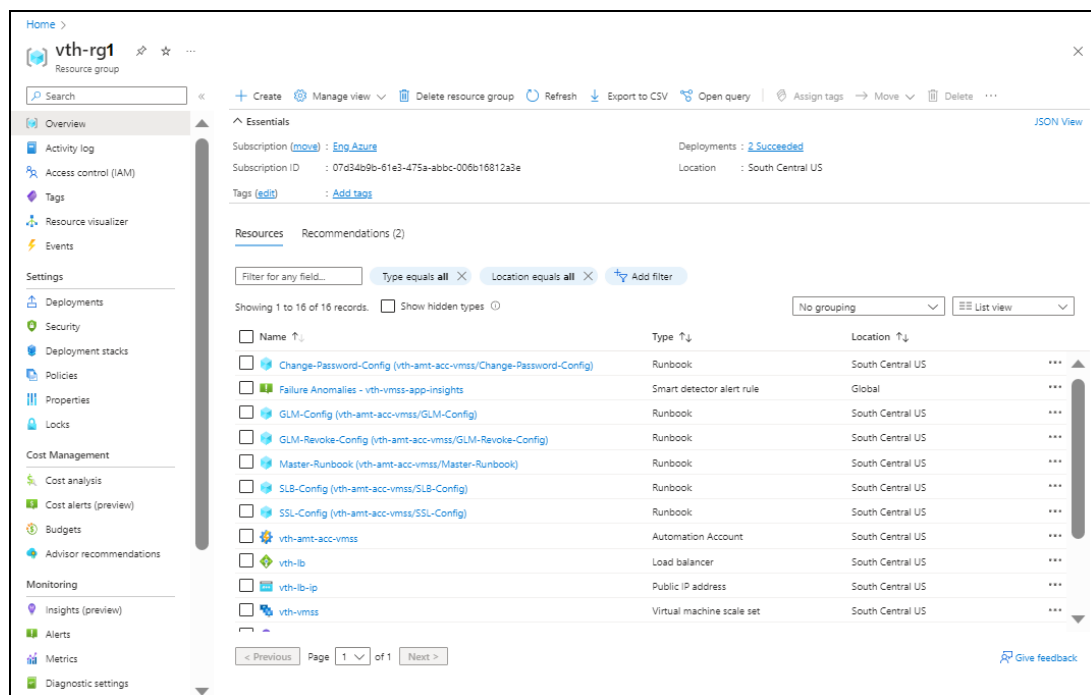 Home >
vth-rg1
Resource group
Search
Overview
Activity log
Access control (IAM)
Tags
Resource visualizer
Events
Settings
Deployments
Security
Deployment stacks
Policies
Properties
Locks
Cost Management
Cost analysis
Cost alerts (preview)
Budgets
Advisor recommendations
Monitoring
Insights (preview)
Alerts
Metrics
Diagnostic settings
Create Manage view Delete resource group Refresh Export to CSV Open query Assign tags Move Delete
Essentials JSON View
Subscription (move) : Eng Azure Deployments : 2 Succeeded
Subscription ID : 07d34b9b-61e3-475a-abbc-006b16812a3e Location : South Central US
Tags (edit) : Add tags
Resources Recommendations (2)
Filter for any field... Type equals all Location equals all Add filter
Showing 1 to 16 of 16 records. Show hidden types No grouping List view
Name Type Location
Change-Password-Config (vth-amt-acc-vmss/Change-Password-Config) Runbook South Central US
Failure Anomalies - vth-vmss-app-insights Smart detector alert rule Global
GLM-Config (vth-amt-acc-vmss/GLM-Config) Runbook South Central US
GLM-Revoke-Config (vth-amt-acc-vmss/GLM-Revoke-Config) Runbook South Central US
Master-Runbook (vth-amt-acc-vmss/Master-Runbook) Runbook South Central US
SLB-Config (vth-amt-acc-vmss/SLB-Config) Runbook South Central US
SSL-Config (vth-amt-acc-vmss/SSL-Config) Runbook South Central US
vth-amt-acc-vmss Automation Account South Central US
vth-lb Load balancer South Central US
vth-lb-ip Public IP address South Central US
vth-vmss Virtual machine scale set South Central US
< Previous Page 1 of 1 Next > Give feedback